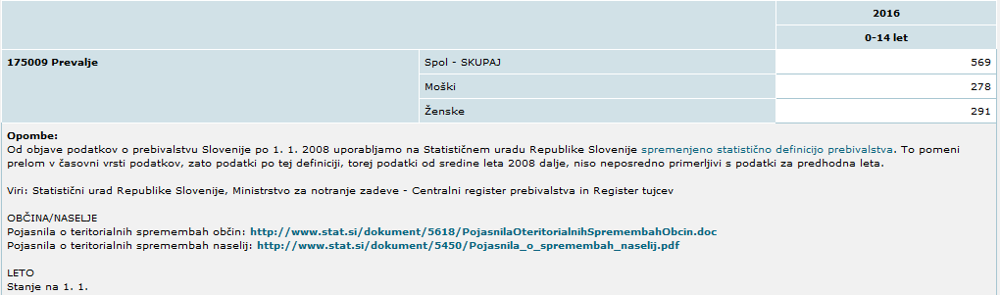 2016
0-14 let
175009 Prevalje Spol - SKUPAJ 569
Moški 278
Ženske 291
Opombe:
Od objave podatkov o prebivalstvu Slovenije po 1. 1. 2008 uporabljamo na Statističnem uradu Republike Slovenije spremenjeno statistično definicijo prebivalstva. To pomeni
prelom v časovni vrsti podatkov, zato podatki po tej definiciji, torej podatki od sredine leta 2008 dalje, niso neposredno primerljivi s podatki za predhodna leta.
Viri: Statistični urad Republike Slovenije, Ministrstvo za notranje zadeve - Centralni register prebivalstva in Register tujcev
OBČINA/NASELJE
Pojasnila o teritorialnih spremembah občin: http://www.stat.si/dokument/5618/PojasnilaOteritorialnihSpremembahObcin.doc
Pojasnila o teritorialnih spremembah naselij: http://www.stat.si/dokument/5450/Pojasnila_o_spremembah_naselij.pdf
LETO
Stanje na 1. 1.